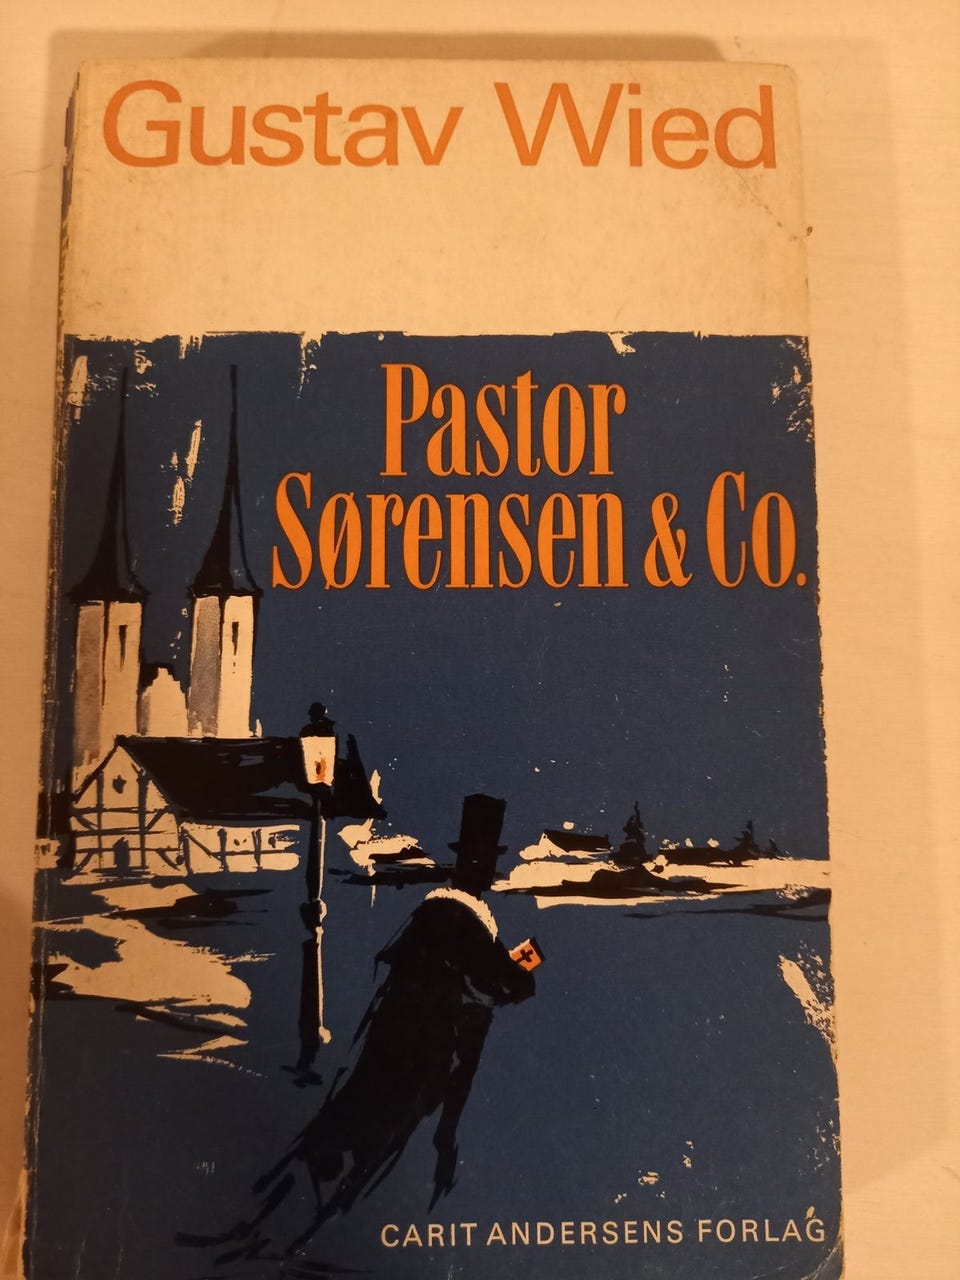 Gustav Wied
Pastor
Sørensen & Co.
CARIT ANDERSENS FORLAG